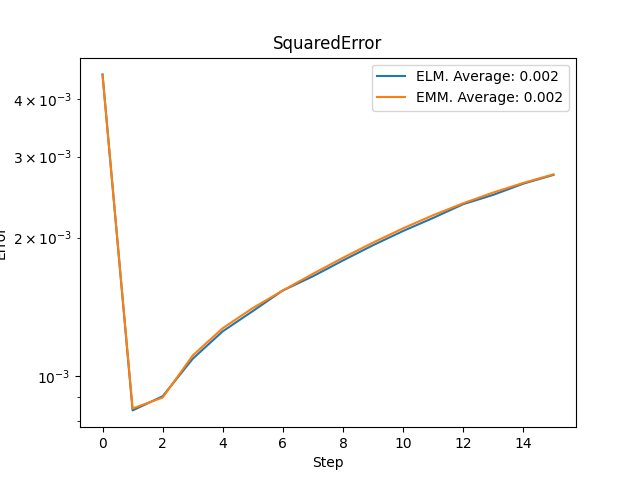 SquaredError
ELM. Average: 0.002
EMM. Average: 0.002
4 × 10⁻³
3 × 10⁻³
2 × 10⁻³
10⁻³
Error
0 2 4 6 8 10 12 14
Step